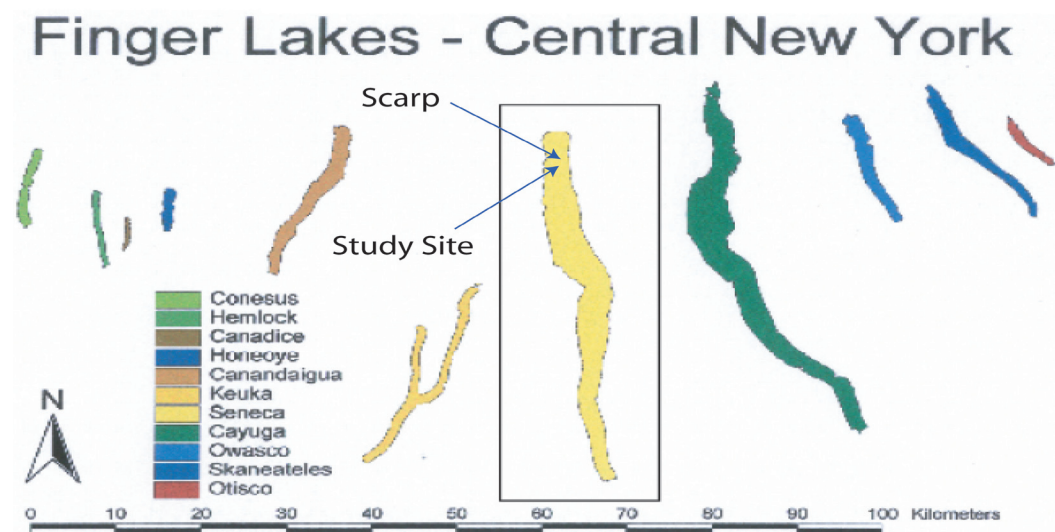 Finger Lakes - Central New York
Scarp
Study Site
Conesus
Hemlock
Canadice
Honeoye
Canandaigua
Keuka
Seneca
Cayuga
Owasco
Skaneateles
Otisco
N
0 10 20 30 40 50 60 70 80 90 100 Kilometers